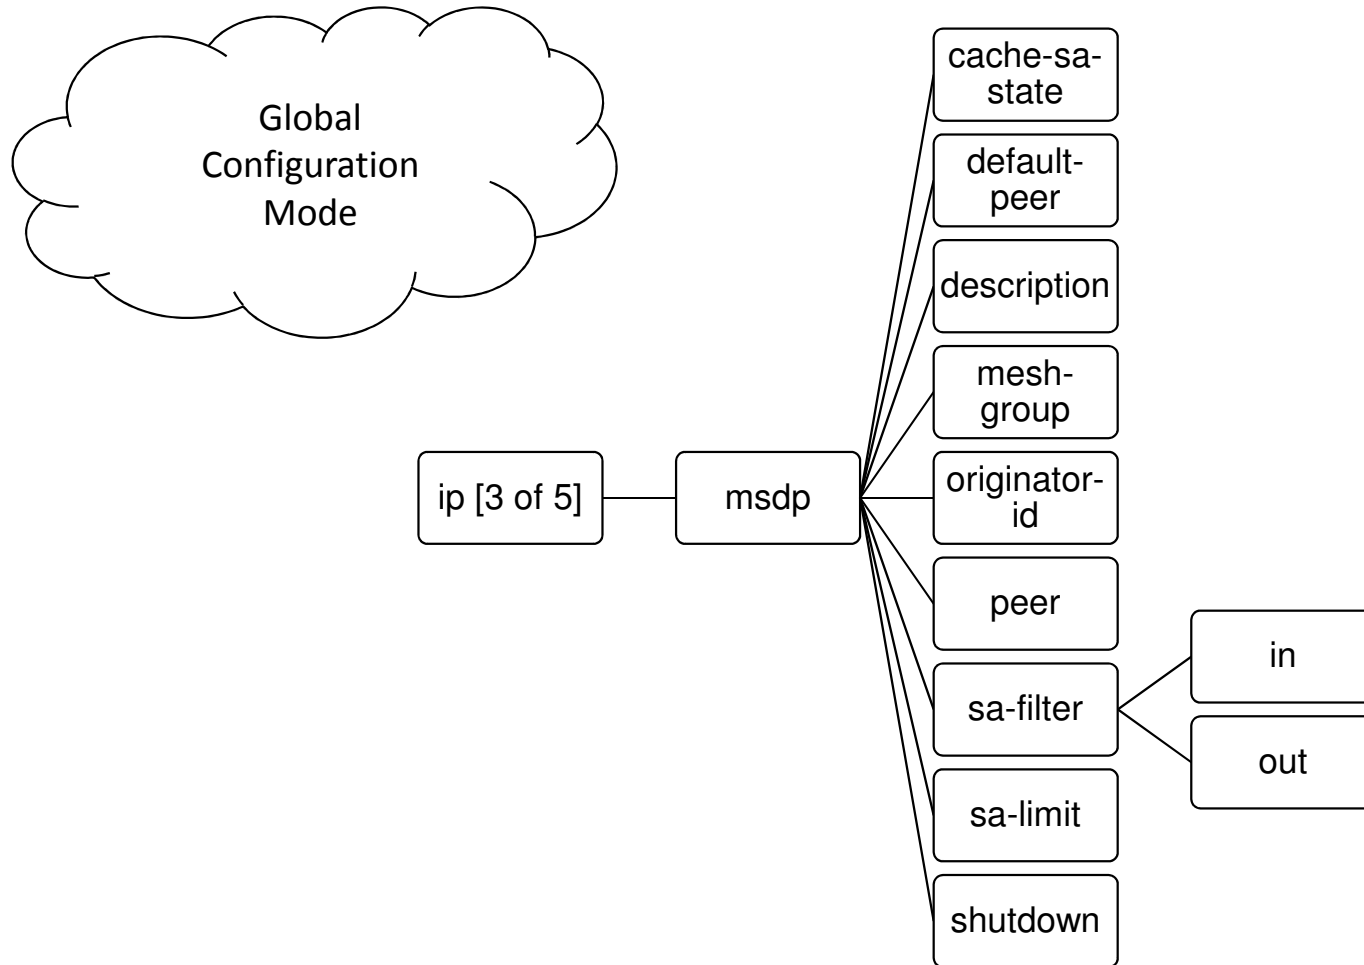 Global
Configuration
Mode
cache-sa-
state
default-
peer
description
mesh-
group
ip [3 of 5]
msdp
originator-
id
peer
sa-filter
in
out
sa-limit
shutdown